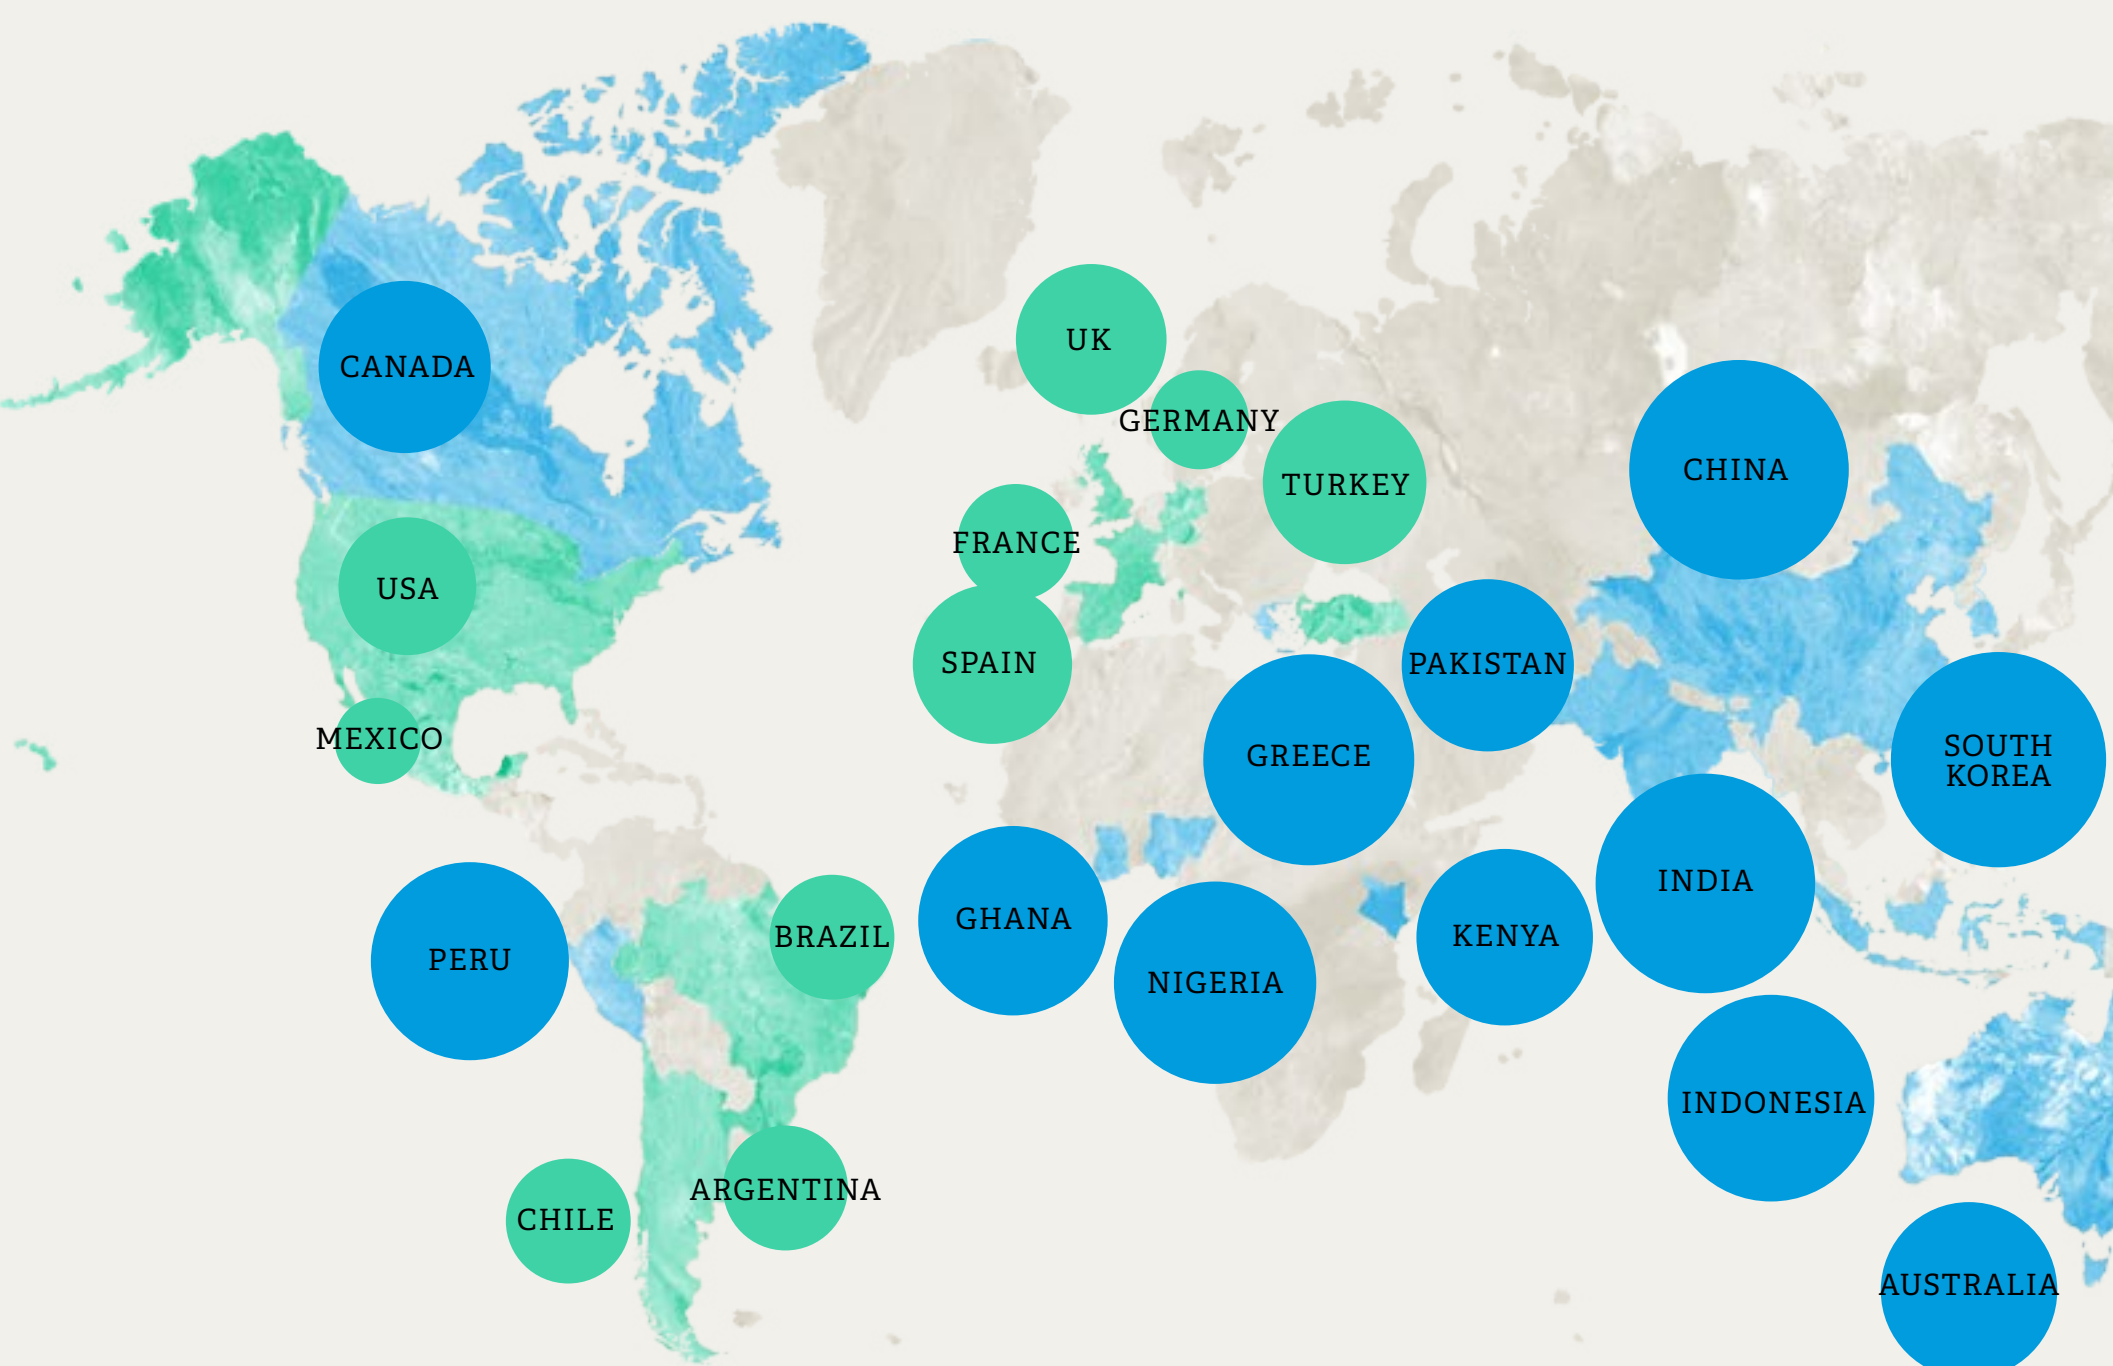 UK
CANADA
GERMANY
CHINA
TURKEY
FRANCE
USA
SPAIN
PAKISTAN
MEXICO
GREECE
SOUTH
KOREA
INDIA
GHANA
BRAZIL
KENYA
PERU
NIGERIA
INDONESIA
ARGENTINA
CHILE
AUSTRALIA